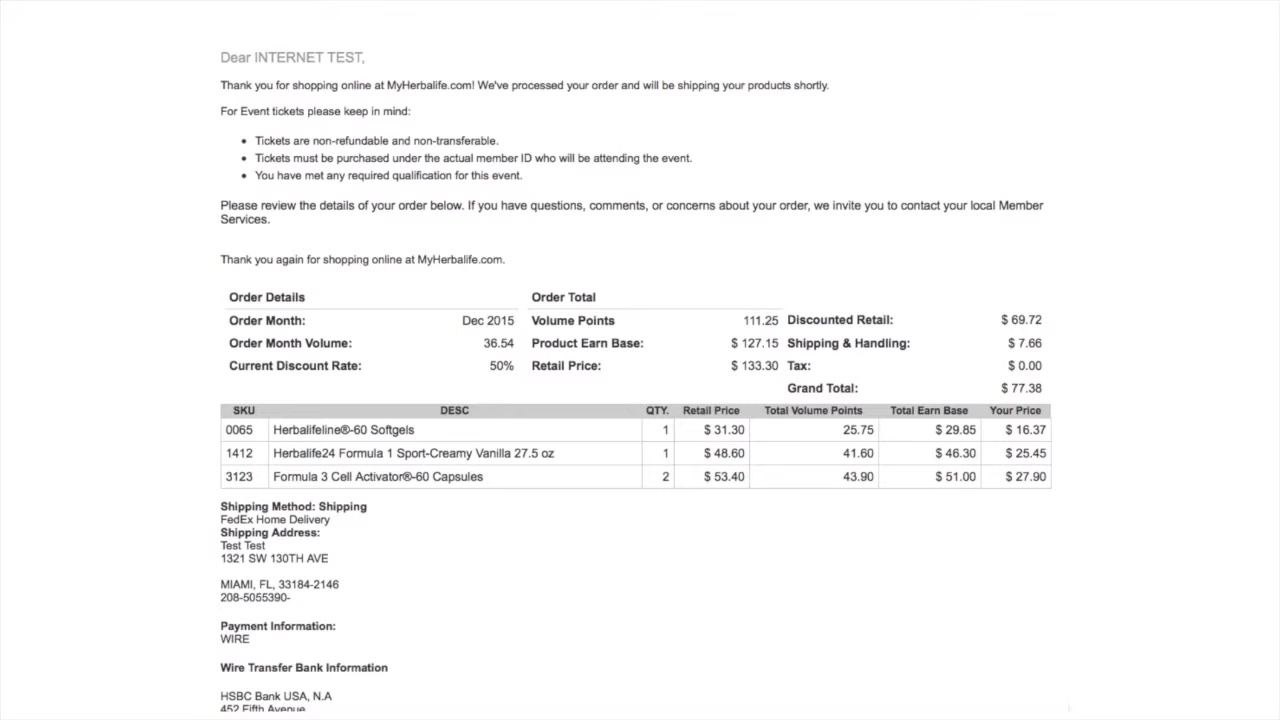 Dear INTERNET TEST,
Thank you for shopping online at MyHerbalife.com! We've processed your order and will be shipping your products shortly.
For Event tickets please keep in mind:
• Tickets are non-refundable and non-transferable.
• Tickets must be purchased under the actual member ID who will be attending the event.
• You have met any required qualification for this event.
Please review the details of your order below. If you have questions, comments, or concerns about your order, we invite you to contact your local Member
Services.
Thank you again for shopping online at MyHerbalife.com.
Order Details Order Total
Order Month: Dec 2015 Volume Points 111.25 Discounted Retail: $ 69.72
Order Month Volume: 36.54 Product Earn Base: $ 127.15 Shipping & Handling: $ 7.66
Current Discount Rate: 50% Retail Price: $ 133.30 Tax: $ 0.00
Grand Total: $ 77.38
SKU DESC QTY. Retail Price Total Volume Points Total Earn Base Your Price
0065 Herbalifeline®-60 Softgels 1 $ 31.30 25.75 $ 29.85 $ 16.37
1412 Herbalife24 Formula 1 Sport-Creamy Vanilla 27.5 oz 1 $ 48.60 41.60 $ 46.30 $ 25.45
3123 Formula 3 Cell Activator®-60 Capsules 2 $ 53.40 43.90 $ 51.00 $ 27.90
Shipping Method: Shipping
FedEx Home Delivery
Shipping Address:
Test Test
1321 SW 130TH AVE
MIAMI, FL, 33184-2146
208-5055390-
Payment Information:
WIRE
Wire Transfer Bank Information
HSBC Bank USA, N.A
452 Fifth Avenue